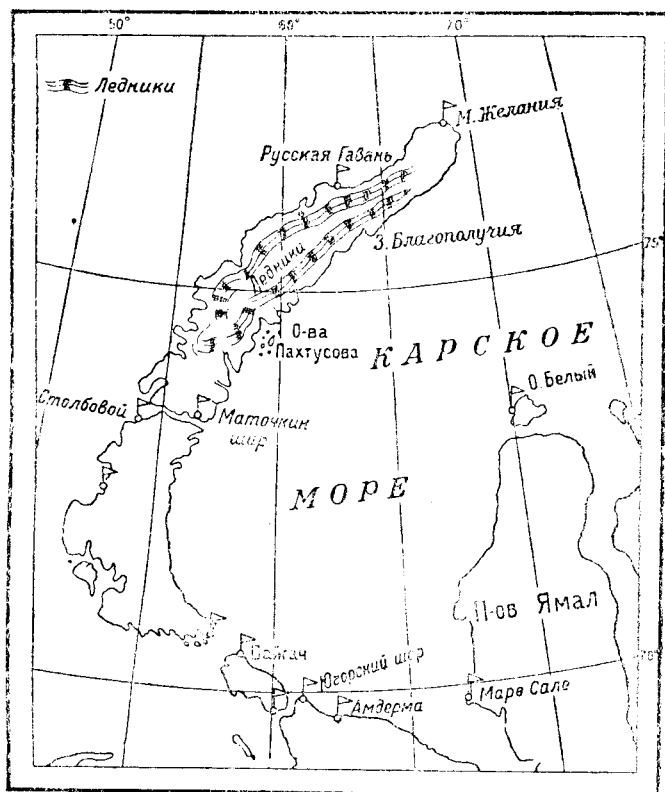 50° 60° 70°
Ледники
М. Желания
Русская Гавань
З. Благополучия
75°
Ледники
О-ва
Пахтусова
КАРСКОЕ
О. Белый
Столбовой
Маточкин
шар
МОРЕ
П-ов Ямал
Вайгач
70°
Югорский шар
Маре Сале
Амдерма